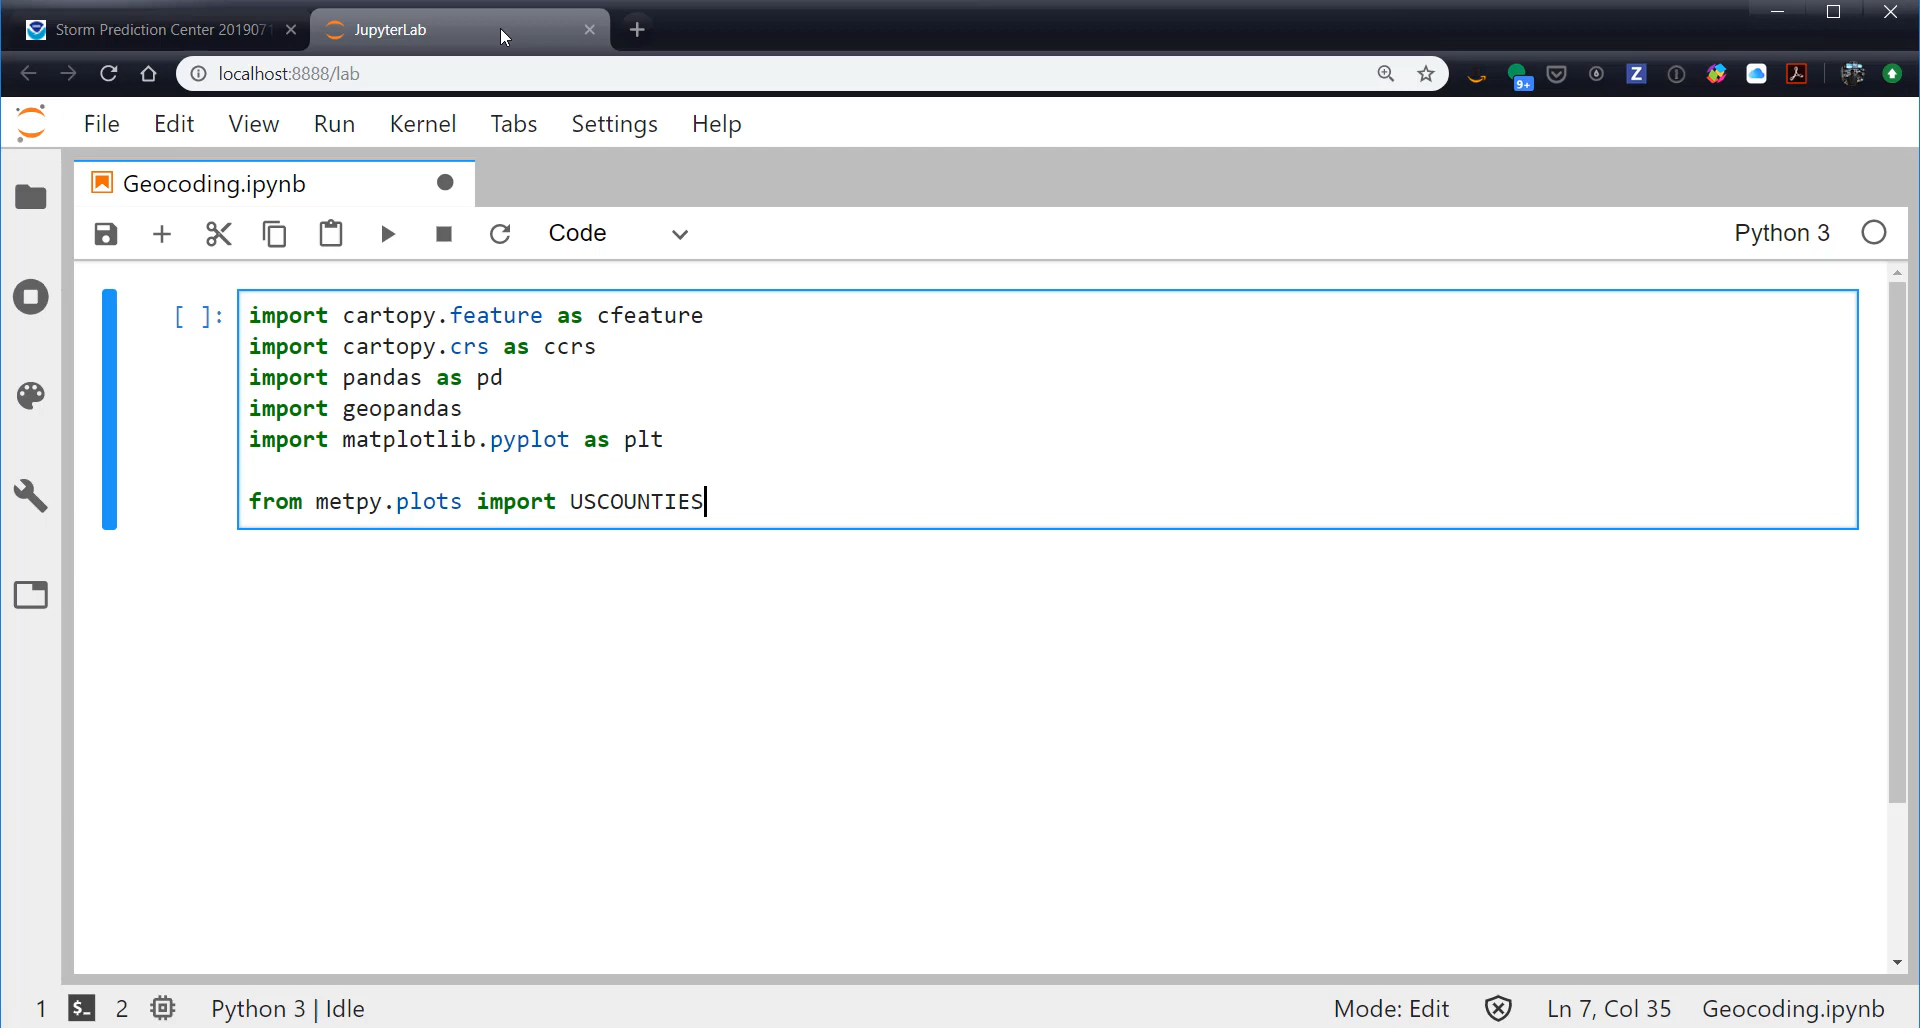 Storm Prediction Center 201907
JupyterLab
localhost:8888/lab
9+
Z
File Edit View Run Kernel Tabs Settings Help
Geocoding.ipynb
Code
Python 3
[ ]:
import cartopy.feature as cfeature
import cartopy.crs as ccrs
import pandas as pd
import geopandas
import matplotlib.pyplot as plt
from metpy.plots import USCOUNTIES
1 $_ 2 Python 3 | Idle Mode: Edit Ln 7, Col 35 Geocoding.ipynb